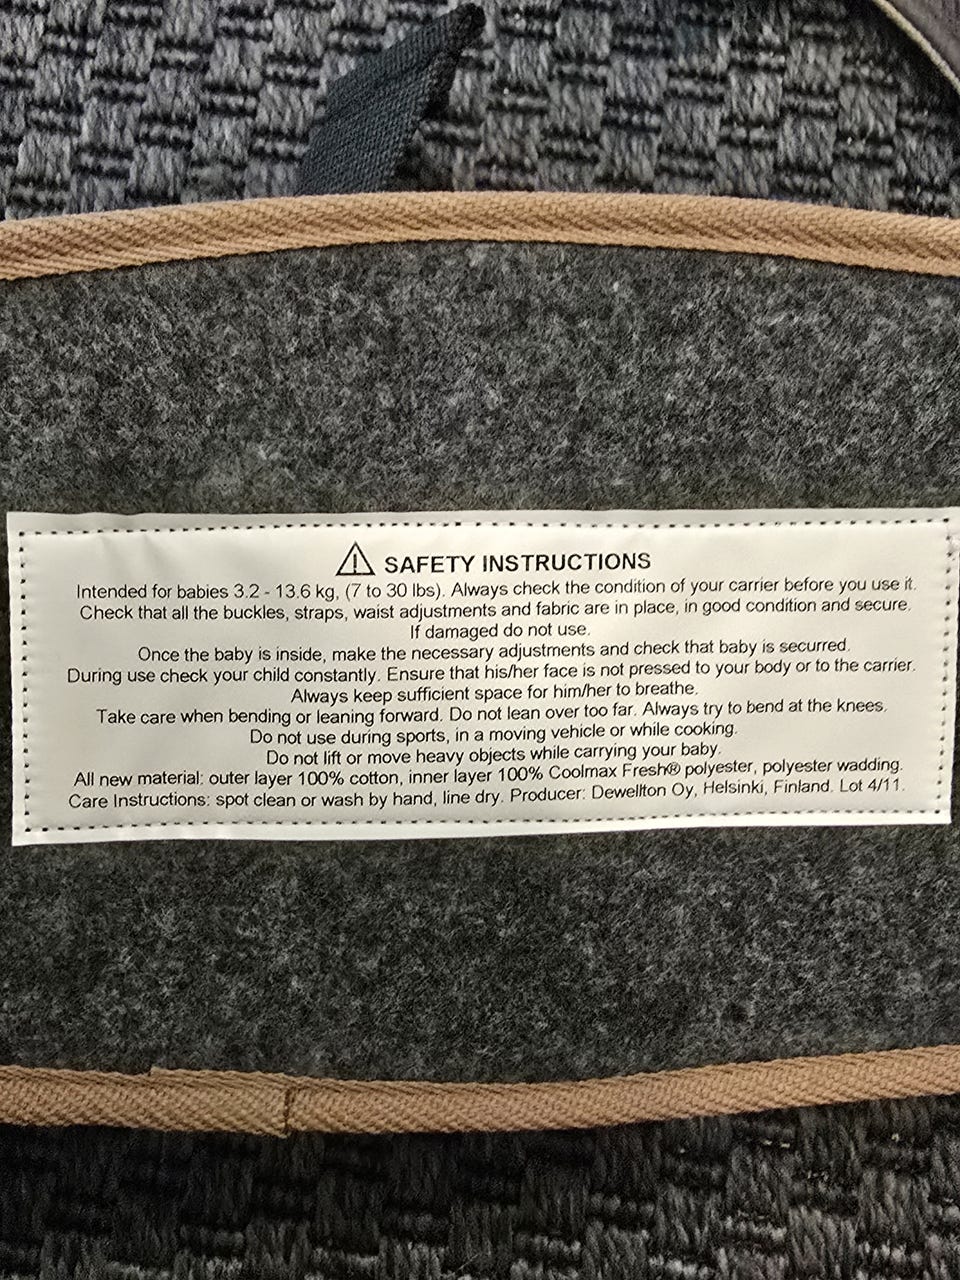 SAFETY INSTRUCTIONS
Intended for babies 3.2 - 13.6 kg, (7 to 30 lbs). Always check the condition of your carrier before you use it.
Check that all the buckles, straps, waist adjustments and fabric are in place, in good condition and secure.
If damaged do not use.
Once the baby is inside, make the necessary adjustments and check that baby is securred.
During use check your child constantly. Ensure that his/her face is not pressed to your body or to the carrier.
Always keep sufficient space for him/her to breathe.
Take care when bending or leaning forward. Do not lean over too far. Always try to bend at the knees.
Do not use during sports, in a moving vehicle or while cooking.
Do not lift or move heavy objects while carrying your baby.
All new material: outer layer 100% cotton, inner layer 100% Coolmax Fresh® polyester, polyester wadding.
Care Instructions: spot clean or wash by hand, line dry. Producer: Dewellton Oy, Helsinki, Finland. Lot 4/11.